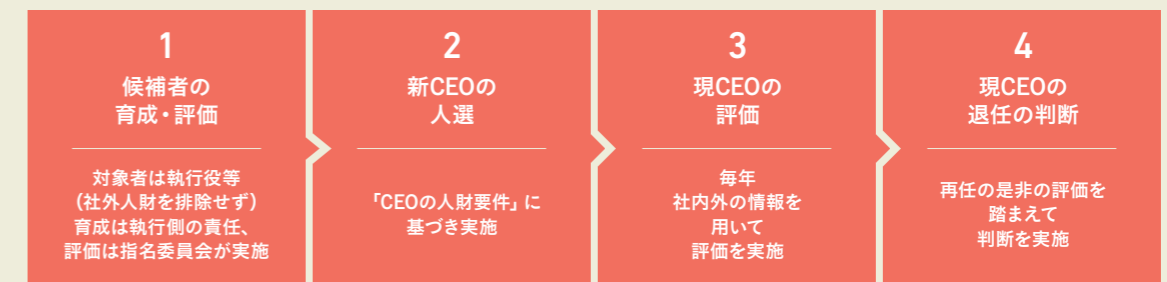 1
候補者の
育成・評価
対象者は執行役等
（社外人財を排除せず）
育成は執行側の責任、
評価は指名委員会が実施
2
新CEOの
人選
「CEOの人財要件」に
基づき実施
3
現CEOの
評価
毎年
社内外の情報を
用いて
評価を実施
4
現CEOの
退任の判断
再任の是非の評価を
踏まえて
判断を実施